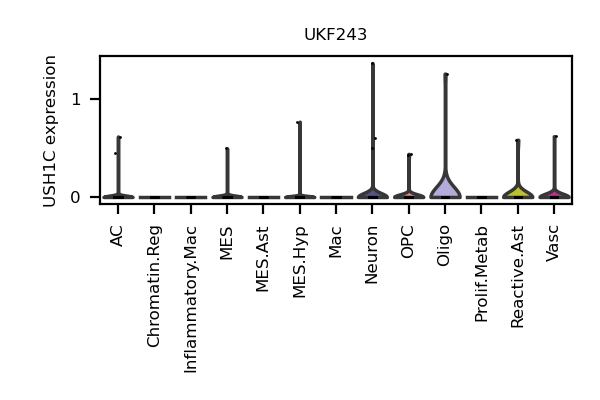 UKF243
USH1C expression
1
0
AC
Chromatin.Reg
Inflammatory.Mac
MES
MES.Ast
MES.Hyp
Mac
Neuron
OPC
Oligo
Prolif.Metab
Reactive.Ast
Vasc